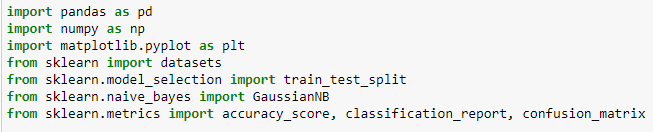 import pandas as pd
import numpy as np
import matplotlib.pyplot as plt
from sklearn import datasets
from sklearn.model_selection import train_test_split
from sklearn.naive_bayes import GaussianNB
from sklearn.metrics import accuracy_score, classification_report, confusion_matrix